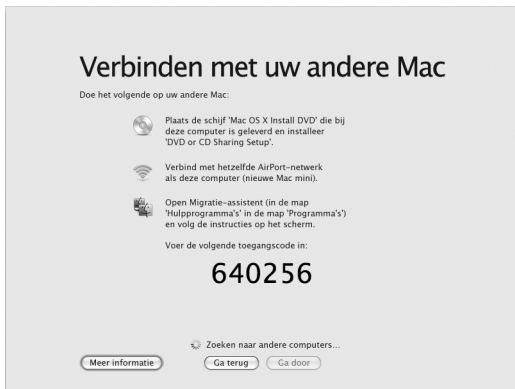 Verbinden met uw andere Mac
Doe het volgende op uw andere Mac:
Plaats de schijf 'Mac OS X Install DVD' die bij
deze computer is geleverd en installeer
'DVD or CD Sharing Setup'.
Verbind met hetzelfde AirPort-netwerk
als deze computer (nieuwe Mac mini).
Open Migratie-assistent (in de map
'Hulpprogramma's' in de map 'Programma's')
en volg de instructies op het scherm.
Voer de volgende toegangscode in:
640256
Zoeken naar andere computers...
Meer informatie
Ga terug
Ga door